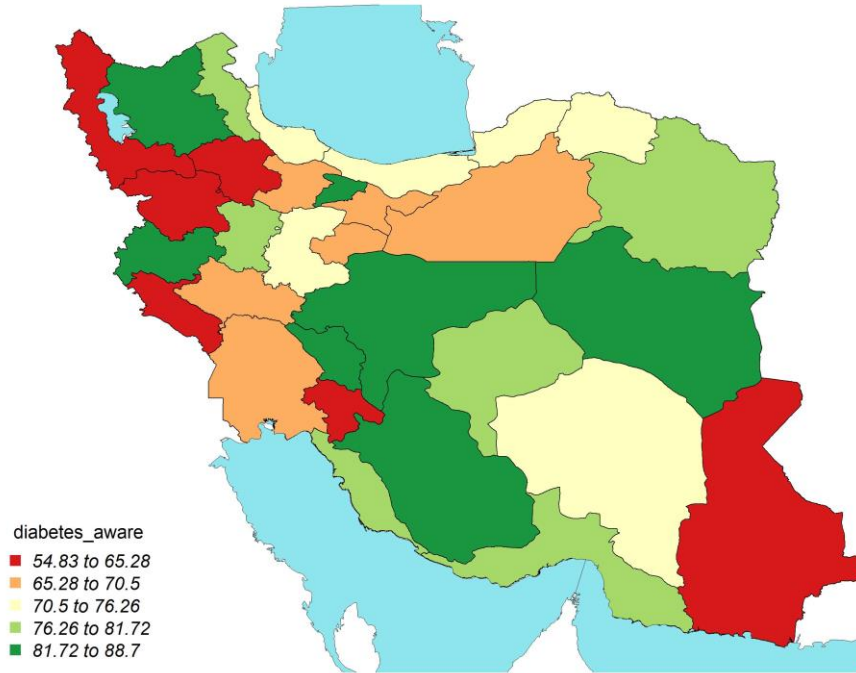 diabetes_aware
54.83 to 65.28
65.28 to 70.5
70.5 to 76.26
76.26 to 81.72
81.72 to 88.7